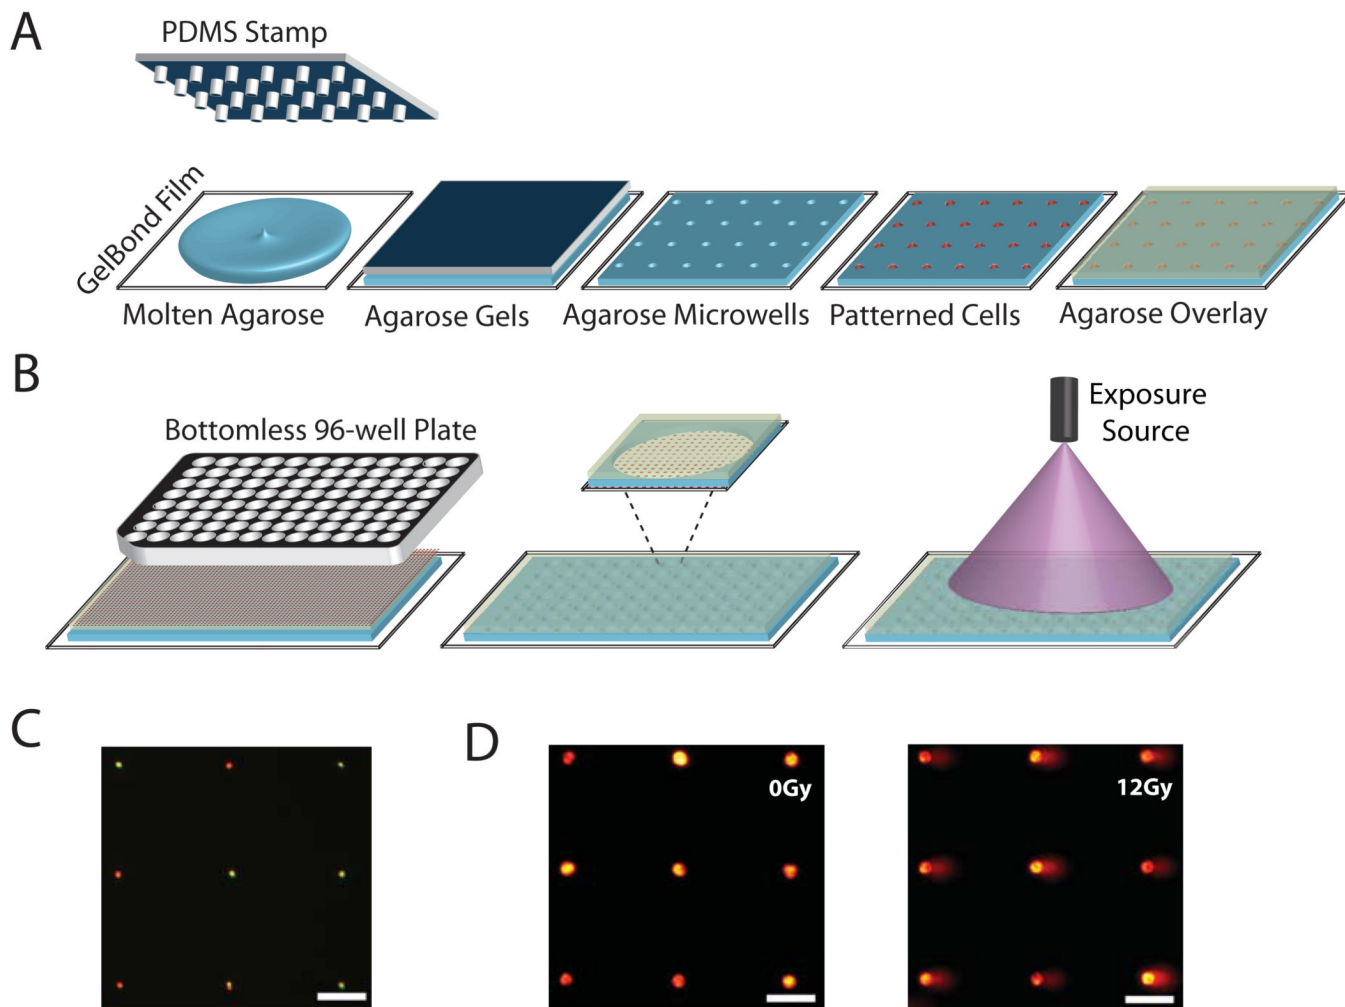 A
PDMS Stamp
GelBond Film
Molten Agarose
Agarose Gels
Agarose Microwells
Patterned Cells
Agarose Overlay
B
Bottomless 96-well Plate
Exposure
Source
C
D
0Gy
12Gy